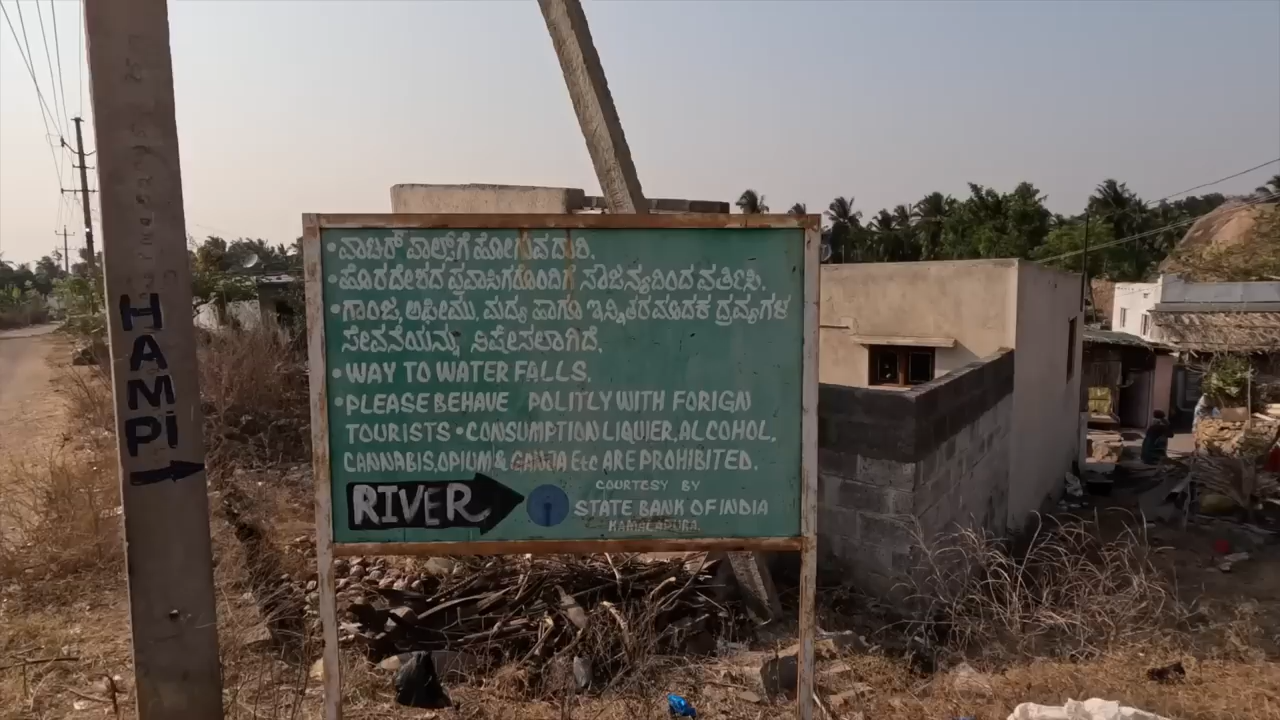 HAMPi
• ವಾಟರ್ ಪಾಲ್ಸ್‌ಗೆ ಹೋಗುವ ದಾರಿ.
• ಹೊರದೇಶದ ಪ್ರವಾಸಿಗರೊಂದಿಗೆ ಸೌಜನ್ಯದಿಂದ ವರ್ತಿಸಿ.
• ಗಾಂಜ, ಅಫೀಮು, ಮದ್ಯ ಹಾಗೂ ಇನ್ನಿತರ ಮಾದಕ ದ್ರವ್ಯಗಳ
ಸೇವನೆಯನ್ನು ನಿಷೇಸಲಾಗಿದೆ.
• WAY TO WATER FALLS.
• PLEASE BEHAVE POLITLY WITH FORIGN
TOURISTS • CONSUMPTION LIQUIER, ALCOHOL,
CANNABIS, OPIUM & GANJA Etc ARE PROHIBITED.
RIVER
COURTESY BY
STATE BANK OF INDIA
KAMALAPURA.